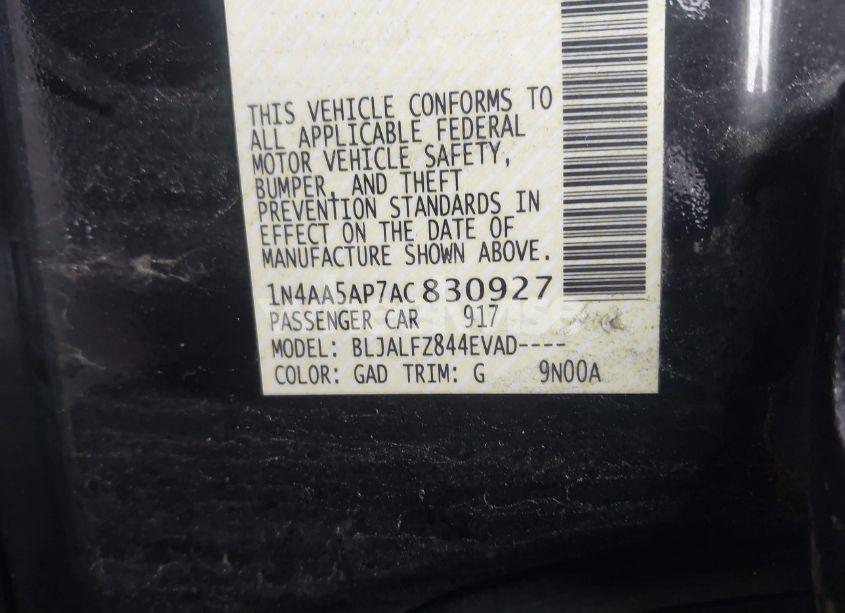 THIS VEHICLE CONFORMS TO
ALL APPLICABLE FEDERAL
MOTOR VEHICLE SAFETY,
BUMPER, AND THEFT
PREVENTION STANDARDS IN
EFFECT ON THE DATE OF
MANUFACTURE SHOWN ABOVE.
1N4AA5AP7AC830927
PASSENGER CAR 917
MODEL: BLJALFZ844EVAD----
COLOR: GAD TRIM: G 9N00A